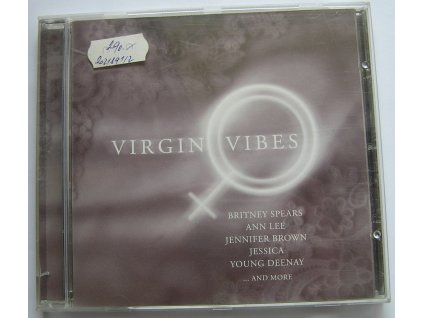 VIRGIN VIBES
BRITNEY SPEARS
ANN LEE
JENNIFER BROWN
JESSICA
YOUNG DEENAY
... AND MORE